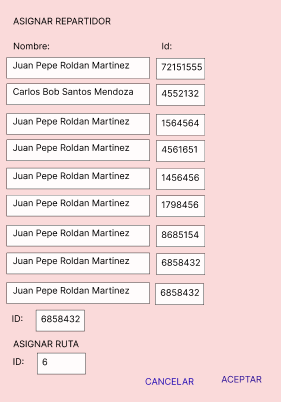 ASIGNAR REPARTIDOR
Nombre: Id:
Juan Pepe Roldan Martinez 72151555
Carlos Bob Santos Mendoza 4552132
Juan Pepe Roldan Martinez 1564564
Juan Pepe Roldan Martinez 4561651
Juan Pepe Roldan Martinez 1456456
Juan Pepe Roldan Martinez 1798456
Juan Pepe Roldan Martinez 8685154
Juan Pepe Roldan Martinez 6858432
Juan Pepe Roldan Martinez 6858432
ID: 6858432
ASIGNAR RUTA
ID: 6
CANCELAR ACEPTAR